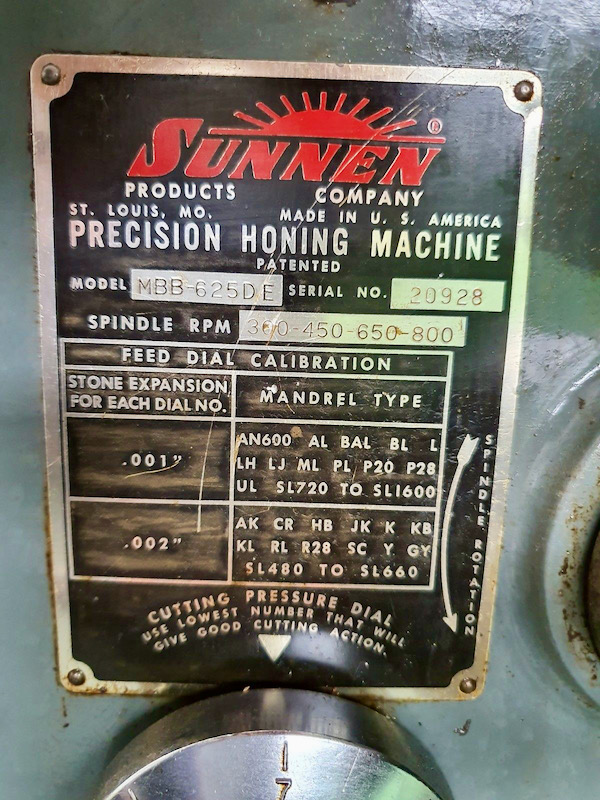 SUNNEN ®
PRODUCTS COMPANY
ST. LOUIS, MO. MADE IN U. S. AMERICA
PRECISION HONING MACHINE
PATENTED
MODEL MBB-625DE SERIAL NO. 20928
SPINDLE RPM 300-450-650-800
FEED DIAL CALIBRATION
STONE EXPANSION MANDREL TYPE
FOR EACH DIAL NO.
AN600 AL BAL BL L
.001" LH LJ ML PL P20 P28
UL SL720 TO SL1600
AK CR HB JK K KB
.002" KL RL R28 SC Y GY
SL480 TO SL660
SPINDLE ROTATION
CUTTING PRESSURE DIAL
USE LOWEST NUMBER THAT WILL
GIVE GOOD CUTTING ACTION.
7